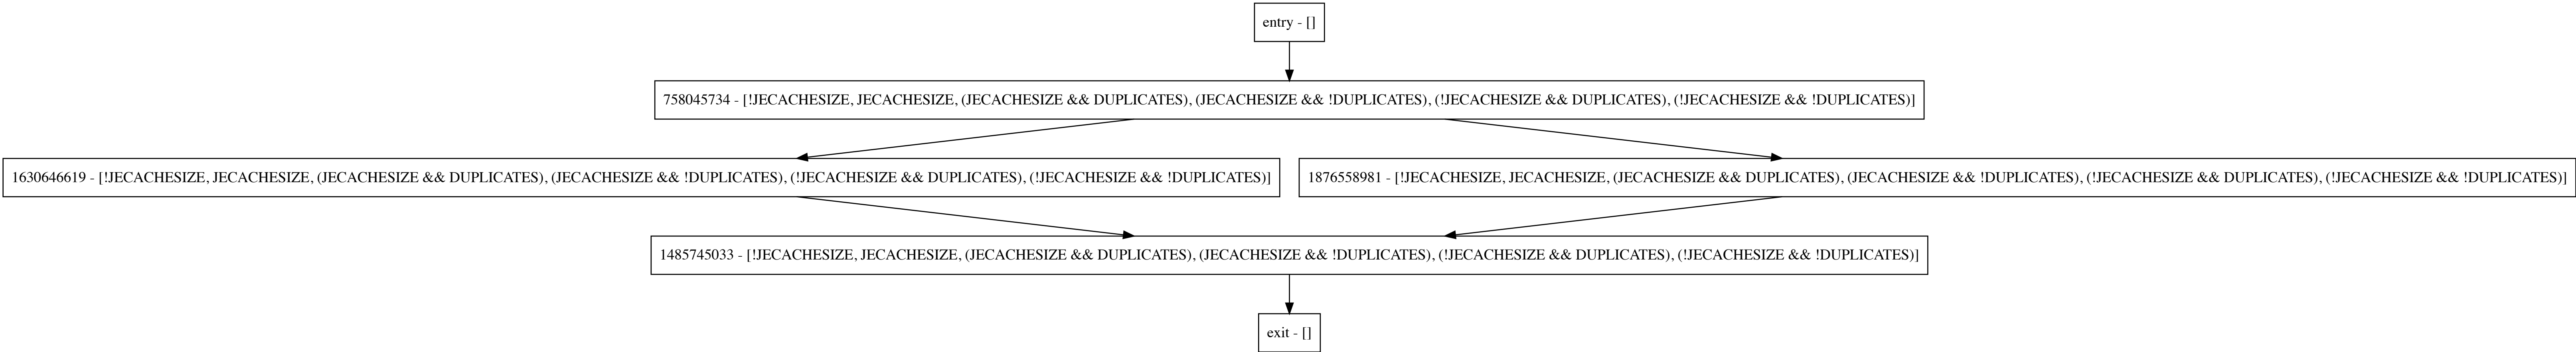 entry - []
758045734 - [!JECACHESIZE, JECACHESIZE, (JECACHESIZE && DUPLICATES), (JECACHESIZE && !DUPLICATES), (!JECACHESIZE && DUPLICATES), (!JECACHESIZE && !DUPLICATES)]
1630646619 - [!JECACHESIZE, JECACHESIZE, (JECACHESIZE && DUPLICATES), (JECACHESIZE && !DUPLICATES), (!JECACHESIZE && DUPLICATES), (!JECACHESIZE && !DUPLICATES)]
1876558981 - [!JECACHESIZE, JECACHESIZE, (JECACHESIZE && DUPLICATES), (JECACHESIZE && !DUPLICATES), (!JECACHESIZE && DUPLICATES), (!JECACHESIZE && !DUPLICATES)]
1485745033 - [!JECACHESIZE, JECACHESIZE, (JECACHESIZE && DUPLICATES), (JECACHESIZE && !DUPLICATES), (!JECACHESIZE && DUPLICATES), (!JECACHESIZE && !DUPLICATES)]
exit - []